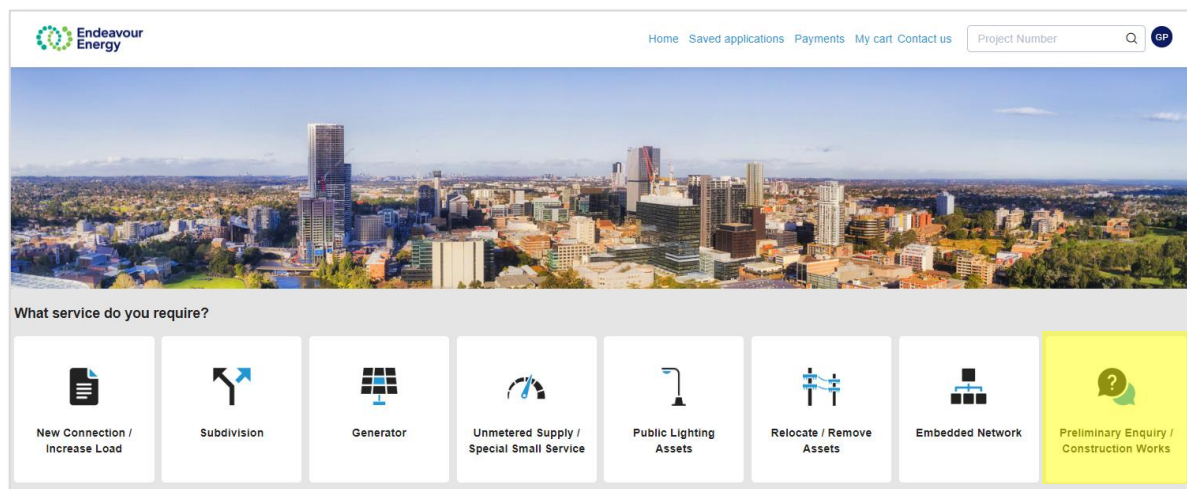 Endeavour
Energy
Home Saved applications Payments My cart Contact us Project Number GP
What service do you require?
New Connection /
Increase Load
Subdivision
Generator
Unmetered Supply /
Special Small Service
Public Lighting
Assets
Relocate / Remove
Assets
Embedded Network
Preliminary Enquiry /
Construction Works